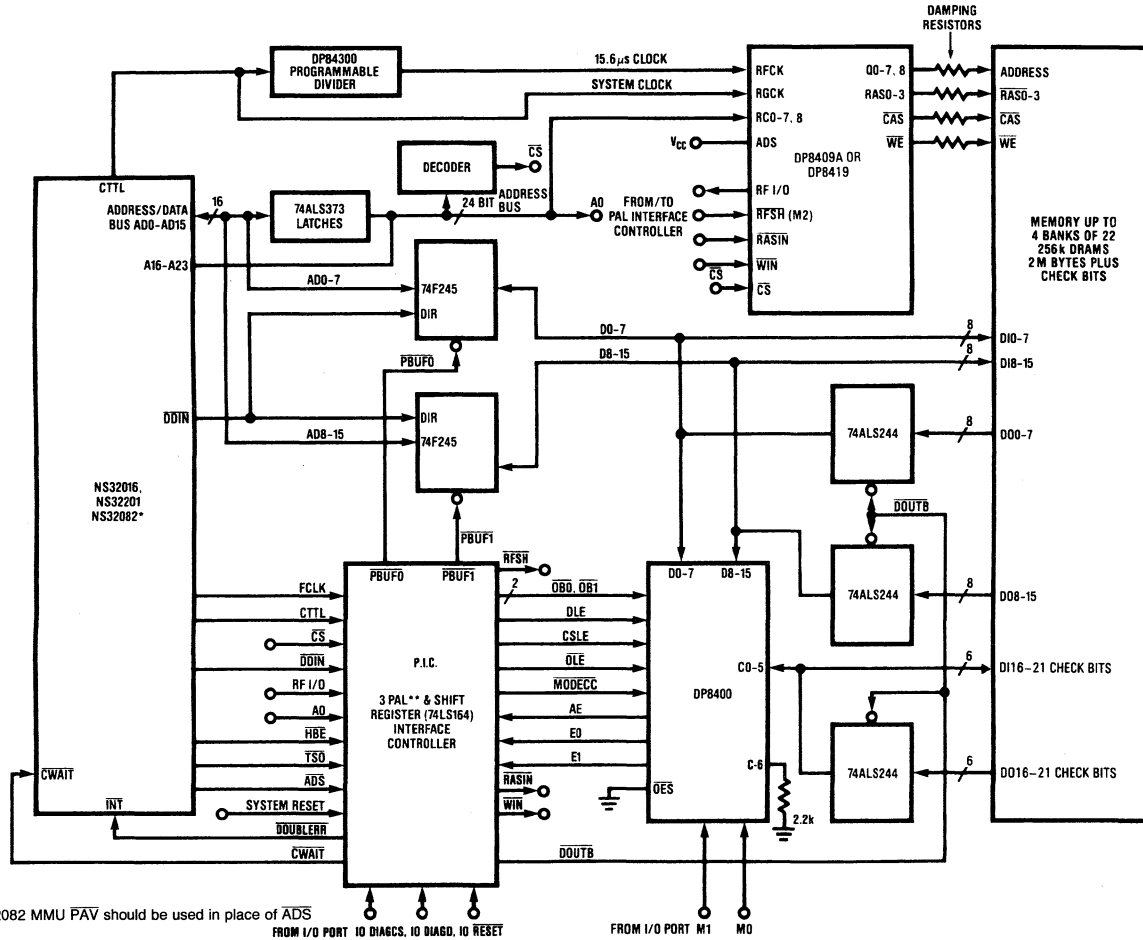 DAMPING
RESISTORS
DP84300
PROGRAMMABLE
DIVIDER
15.6μs CLOCK
SYSTEM CLOCK
RFCK
RGCK
RC0-7, 8
ADS
VCC
RF I/O
RFSH (M2)
RASIN
WIN
CS
CS
Q0-7, 8
RAS0-3
CAS
WE
DP8409A OR
DP8419
ADDRESS
RAS0-3
CAS
WE
MEMORY UP TO
4 BANKS OF 22
256k DRAMS
2M BYTES PLUS
CHECK BITS
DI0-7
DI8-15
DO0-7
DO8-15
DI16-21 CHECK BITS
DO16-21 CHECK BITS
DECODER
CS
CTTL
ADDRESS/DATA
BUS AD0-AD15
16
74ALS373
LATCHES
24 BIT
ADDRESS
BUS
A0
FROM/TO
PAL INTERFACE
CONTROLLER
A16-A23
AD0-7
74F245
DIR
D0-7
8
D8-15
8
PBUF0
DDIN
DIR
74F245
AD8-15
PBUF1
NS32016,
NS32201
NS32082*
74ALS244
8
DOUTB
74ALS244
8
6
74ALS244
6
PBUF0
PBUF1
RFSH
2
OB0, OB1
DLE
CSLE
OLE
MODECC
AE
E0
E1
RASIN
WIN
DOUTB
D0-7
D8-15
C0-5
DP8400
C-6
OES
2.2k
FCLK
CTTL
CS
DDIN
RF I/O
A0
HBE
TSO
ADS
SYSTEM RESET
DOUBLERR
CWAIT
CWAIT
INT
P.I.C.
3 PAL** & SHIFT
REGISTER (74LS164)
INTERFACE
CONTROLLER
2082 MMU PAV should be used in place of ADS
FROM I/O PORT IO DIAGCS, IO DIAGD, IO RESET
FROM I/O PORT M1 M0